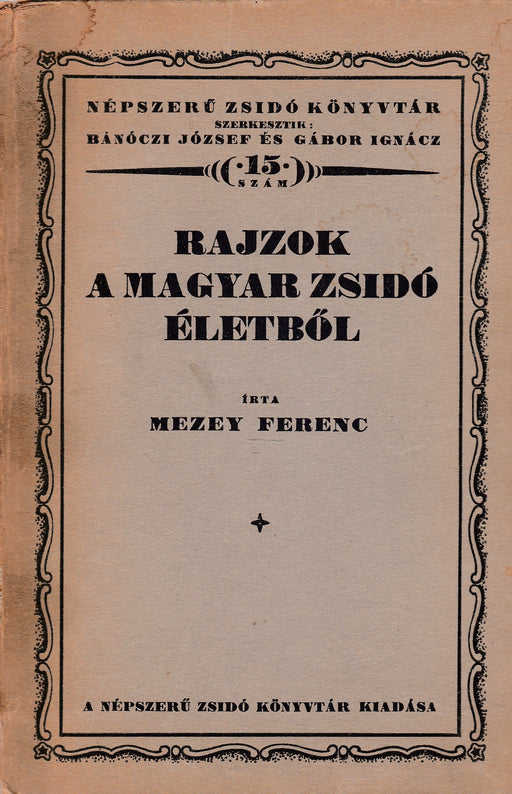 NÉPSZERŰ ZSIDÓ KÖNYVTÁR
SZERKESZTIK:
BÁNÓCZI JÓZSEF ÉS GÁBOR IGNÁCZ
·15·
SZÁM
RAJZOK
A MAGYAR ZSIDÓ
ÉLETBŐL
ÍRTA
MEZEY FERENC
A NÉPSZERŰ ZSIDÓ KÖNYVTÁR KIADÁSA